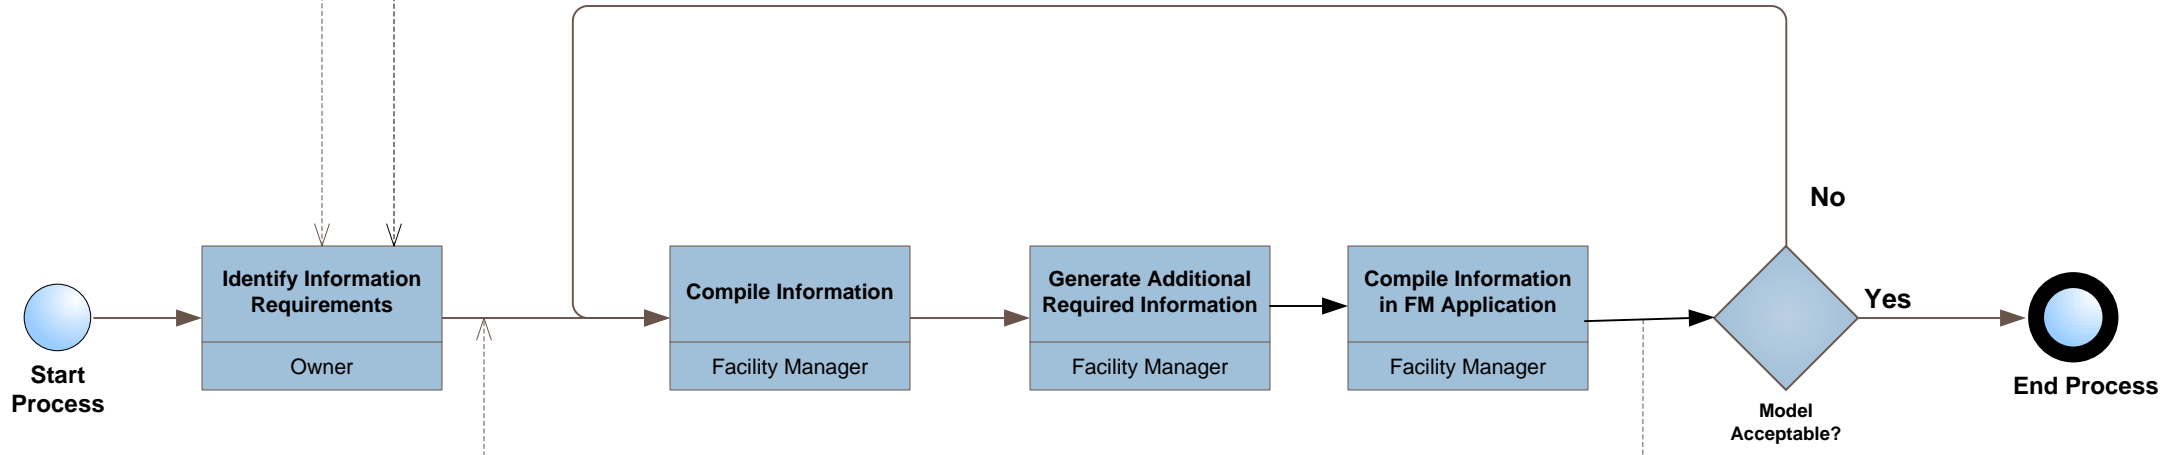 Start
Process
Identify Information
Requirements
Owner
Compile Information
Facility Manager
Generate Additional
Required Information
Facility Manager
Compile Information
in FM Application
Facility Manager
No
Model
Acceptable?
Yes
End Process